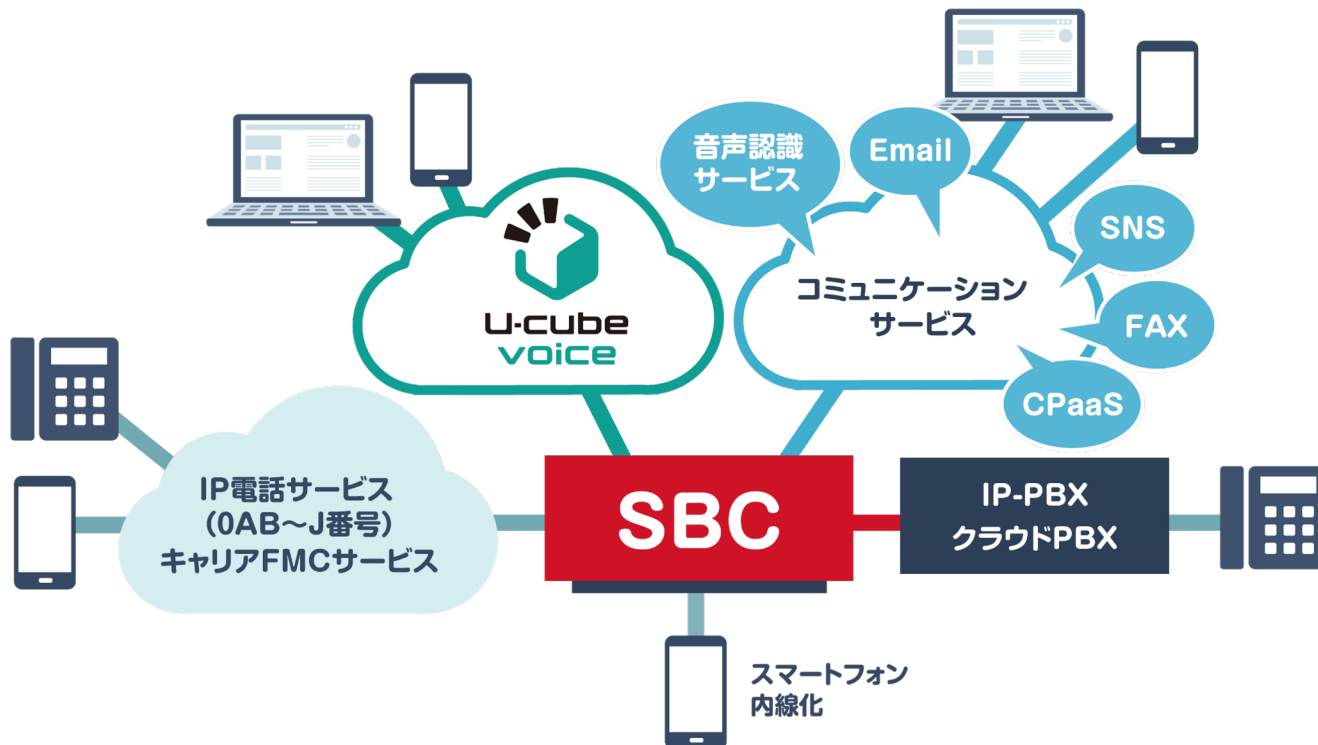 音声認識
サービス
Email
SNS
コミュニケーション
サービス
FAX
CPaaS
U-cube
voice
IP電話サービス
（0AB～J番号）
キャリアFMCサービス
SBC
IP-PBX
クラウドPBX
スマートフォン
内線化